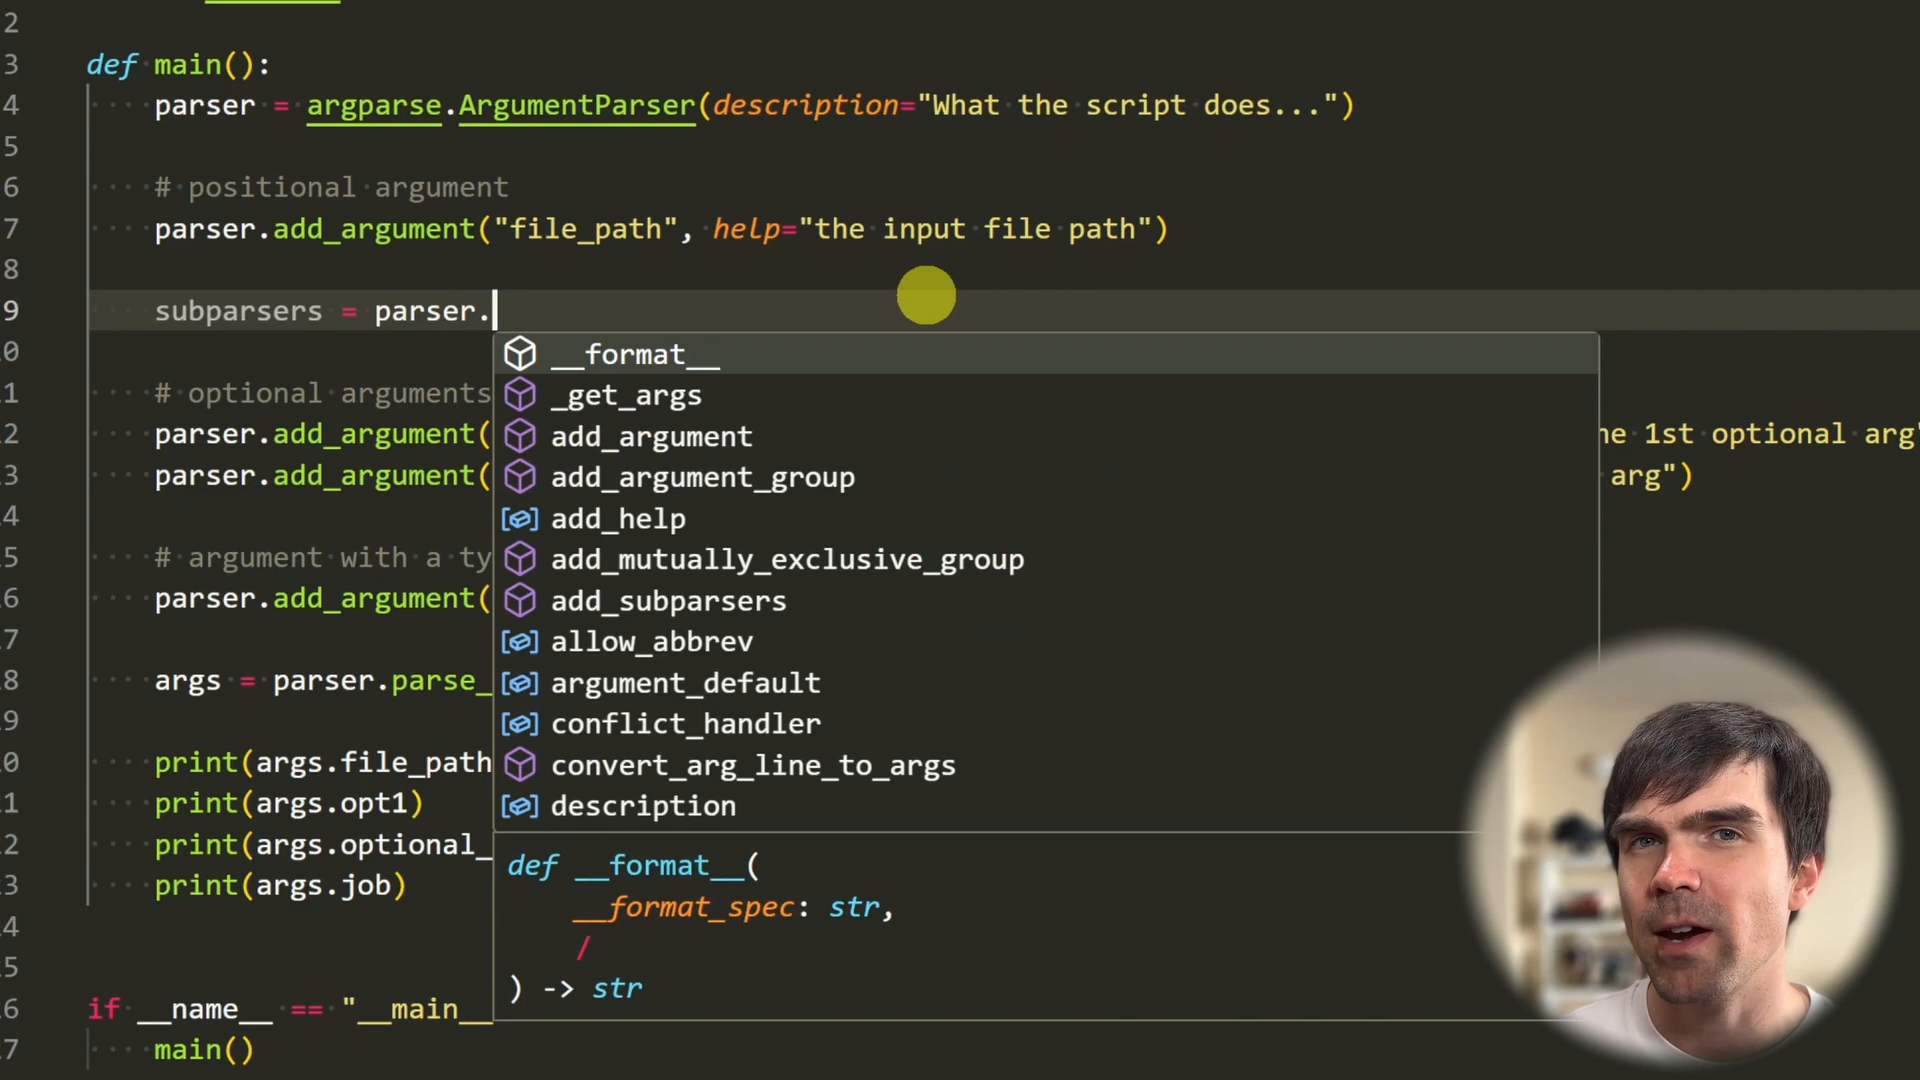 2
3 def main():
4 parser = argparse.ArgumentParser(description="What the script does...")
5
6 # positional argument
7 parser.add_argument("file_path", help="the input file path")
8
9 subparsers = parser.
0
1 # optional arguments
2 parser.add_argument( he 1st optional arg"
3 parser.add_argument( arg")
4
5 # argument with a ty
6 parser.add_argument(
7
8 args = parser.parse_
9
0 print(args.file_path
1 print(args.opt1)
2 print(args.optional_
3 print(args.job)
4
5
6 if __name__ == "__main__
7 main()
__format__
_get_args
add_argument
add_argument_group
add_help
add_mutually_exclusive_group
add_subparsers
allow_abbrev
argument_default
conflict_handler
convert_arg_line_to_args
description
def __format__(
__format_spec: str,
/
) -> str